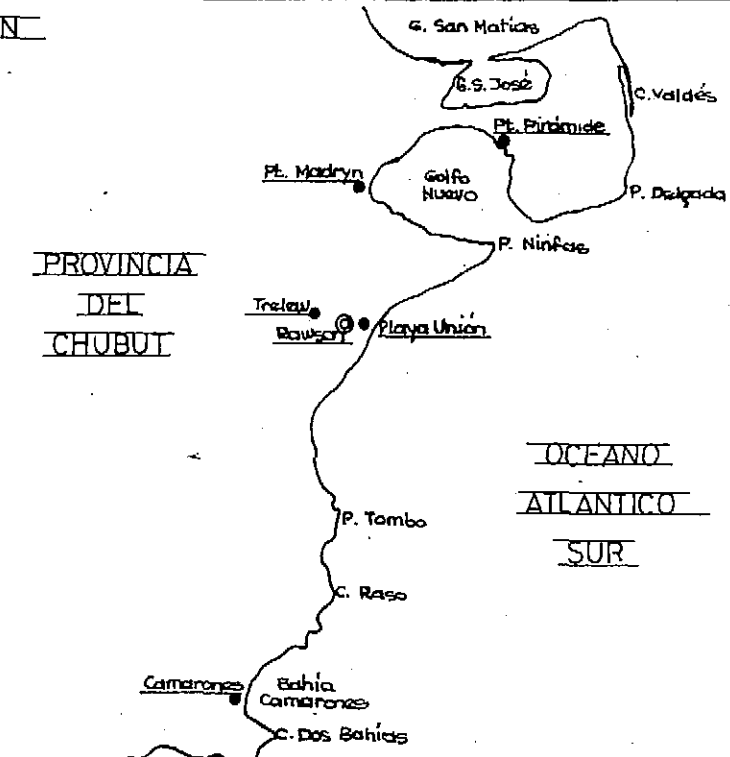 N
G. San Matías
G.S. José
C. Valdés
Pt. Pirámide
Pt. Madryn
Golfo
Nuevo
P. Delgada
P. Ninfas
PROVINCIA
DEL
CHUBUT
Trelew
Rawson
Playa Unión
OCEANO
ATLANTICO
SUR
P. Tombo
C. Raso
Camarones
Bahía
Camarones
C. Dos Bahías